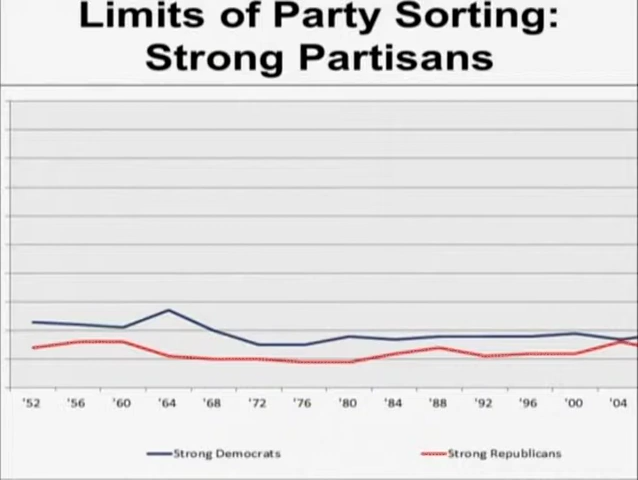 Limits of Party Sorting:
Strong Partisans
'52 '56 '60 '64 '68 '72 '76 '80 '84 '88 '92 '96 '00 '04
Strong Democrats Strong Republicans